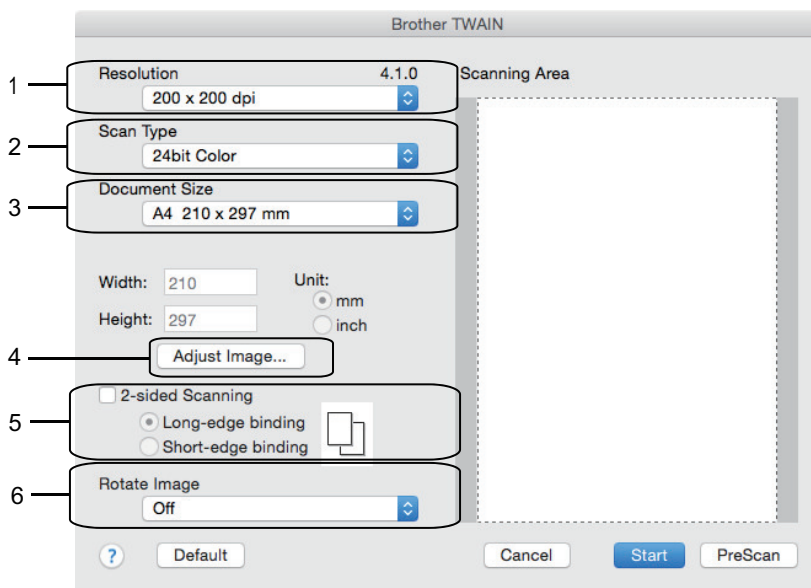 Brother TWAIN
1
Resolution 4.1.0
200 x 200 dpi
2
Scan Type
24bit Color
3
Document Size
A4 210 x 297 mm
Width: 210
Unit:
mm
Height: 297
inch
4
Adjust Image...
5
2-sided Scanning
Long-edge binding
Short-edge binding
6
Rotate Image
Off
Scanning Area
? Default Cancel Start PreScan